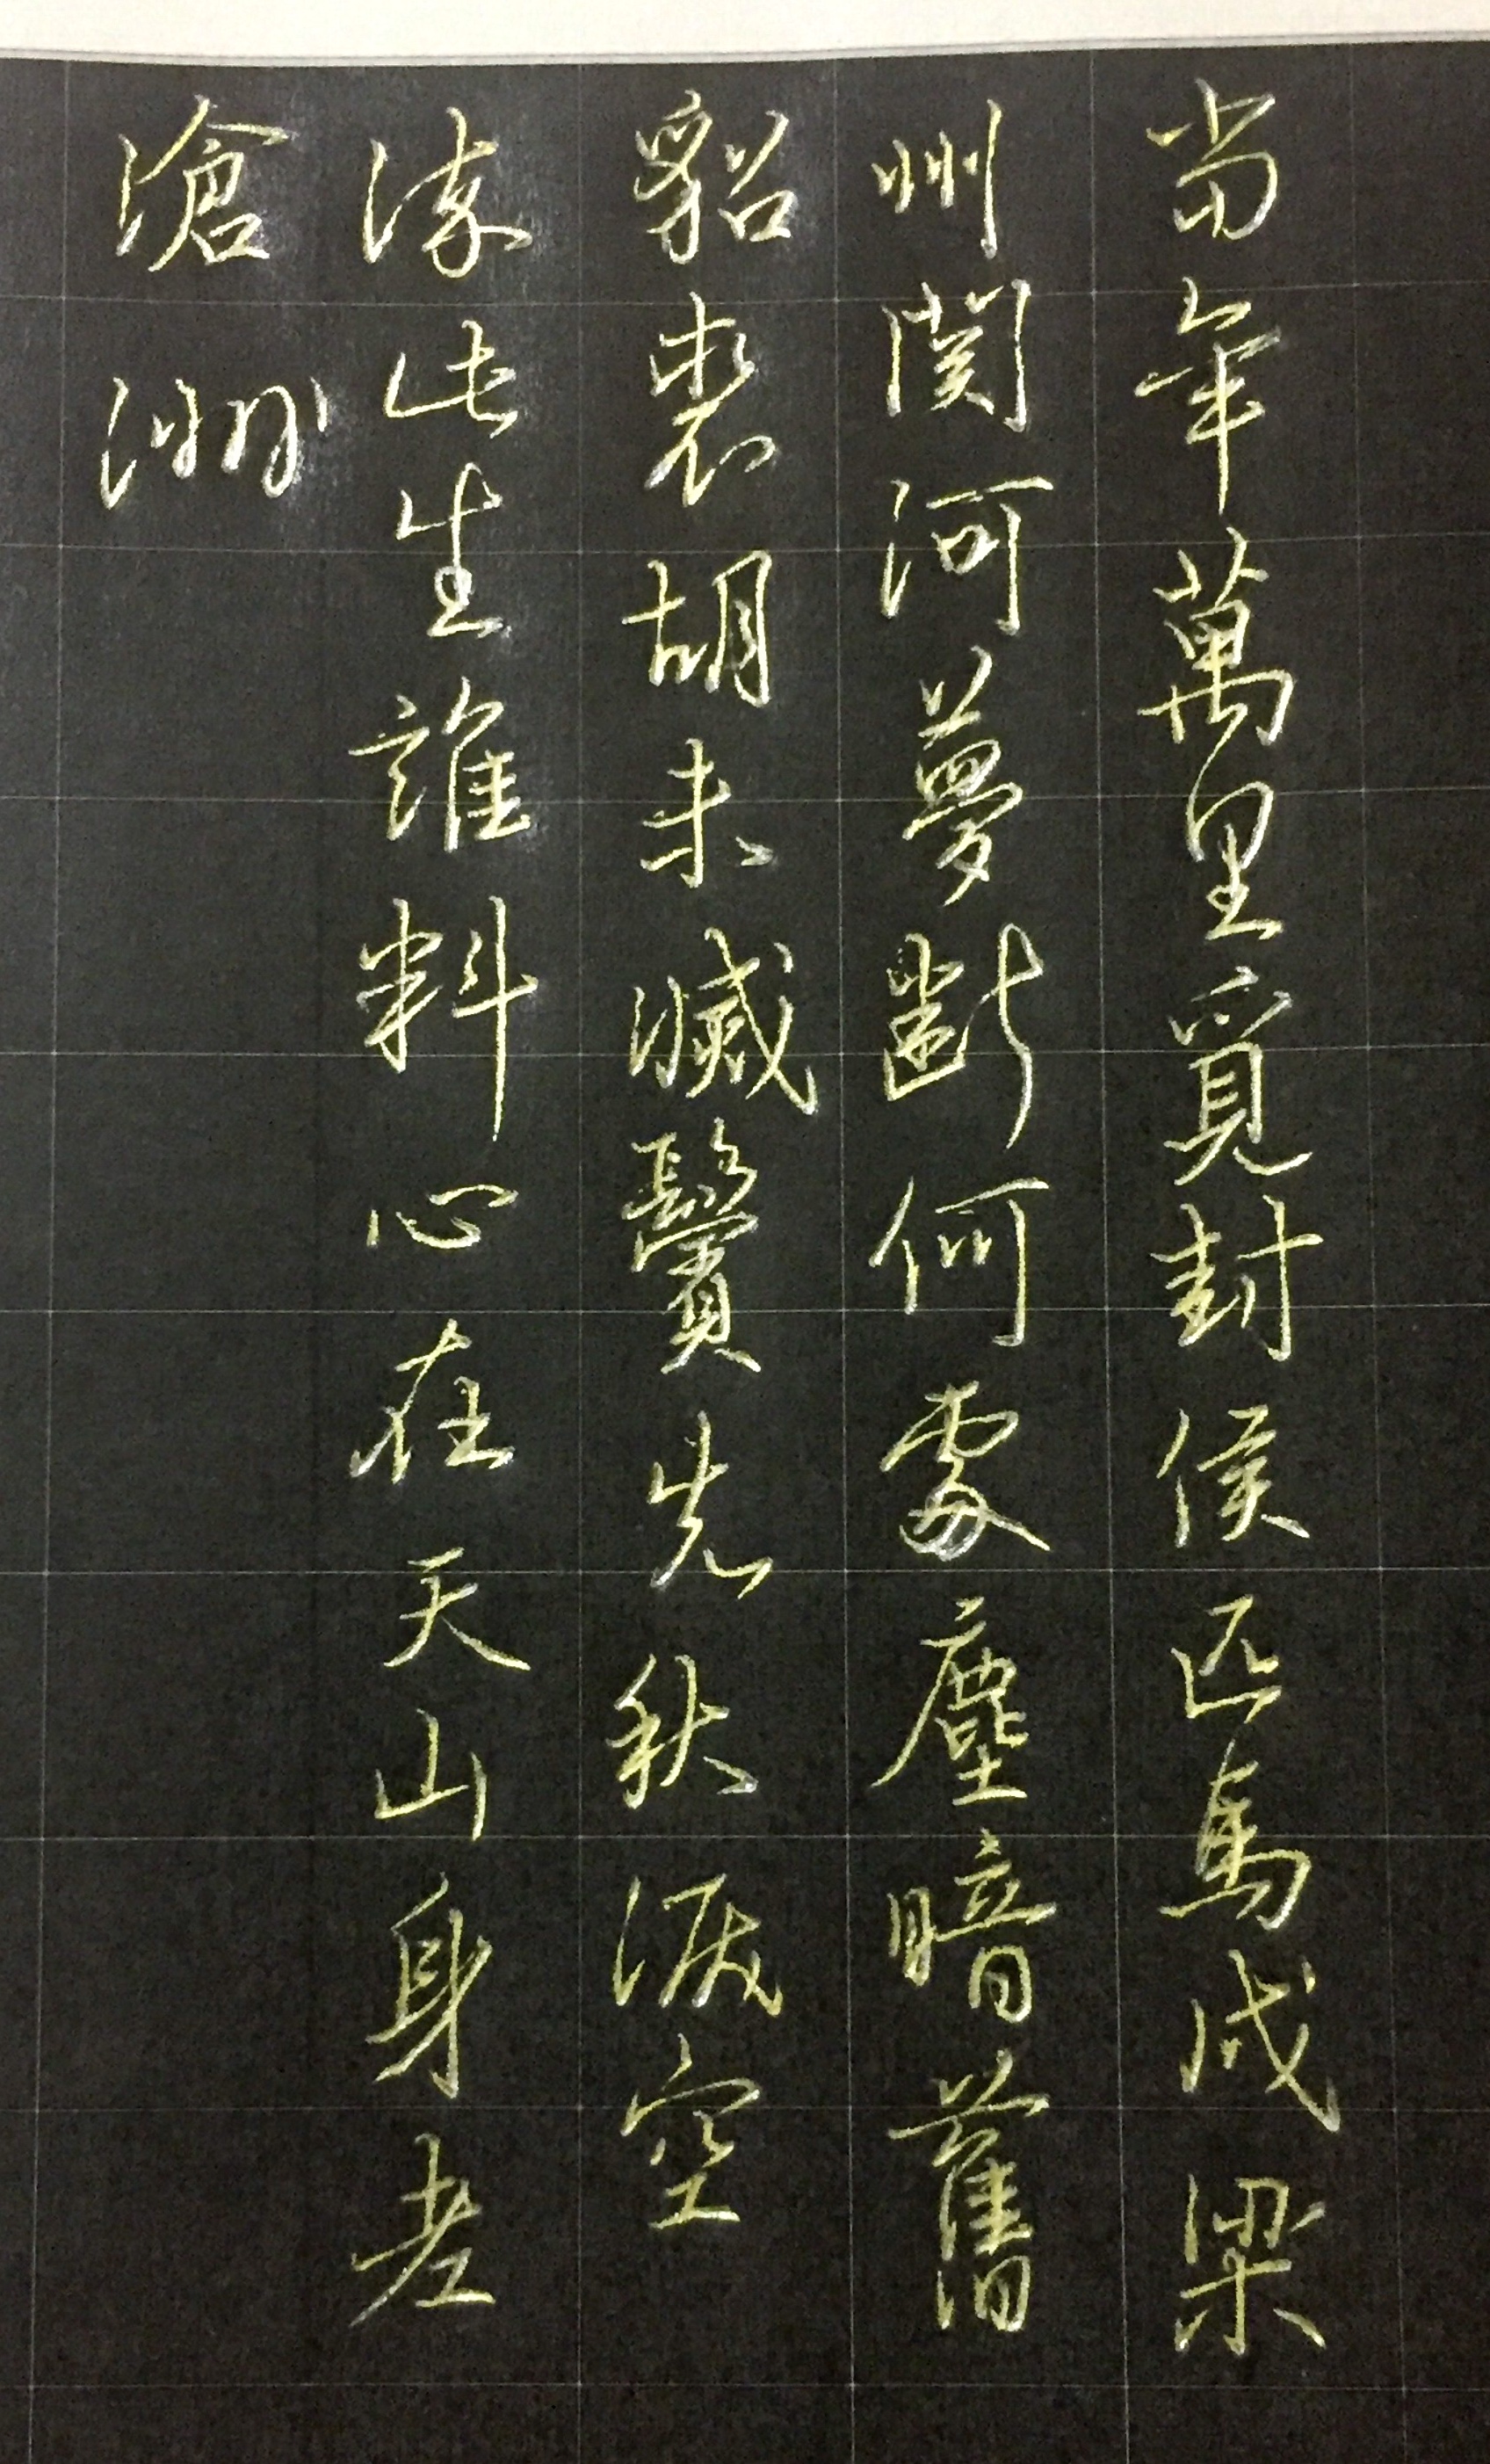 當年萬里覓封侯匹馬戍梁
州関河夢斷何處塵暗舊
貂裘胡未滅鬢先秋淚空
流此生誰料心在天山身老
滄洲